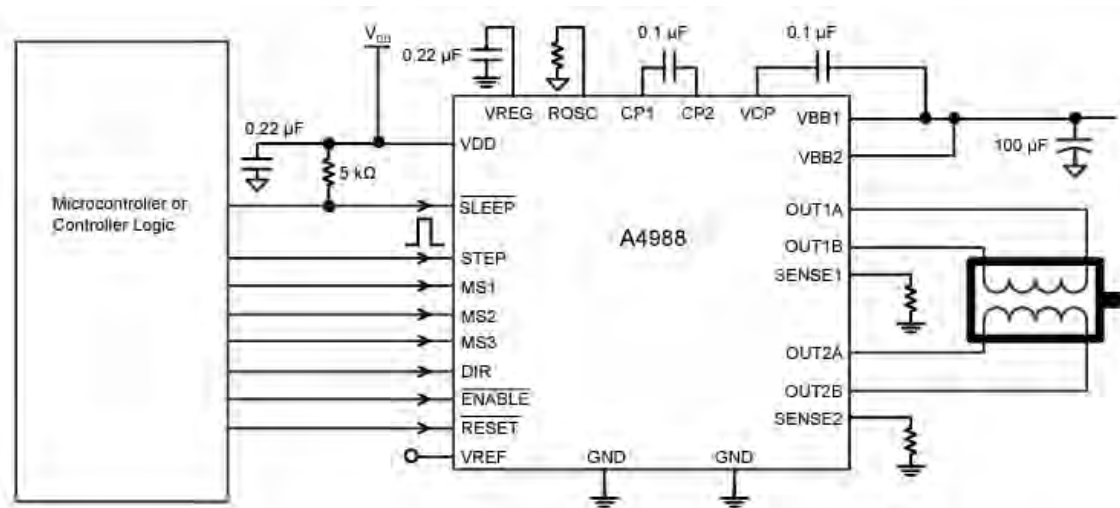 V_DD
0.22 µF
0.1 µF
0.1 µF
VREG ROSC CP1 CP2 VCP VBB1
0.22 µF
VDD
5 kΩ
VBB2
100 µF
Microcontroller or
Controller Logic
SLEEP
OUT1A
A4988
OUT1B
STEP
SENSE1
MS1
MS2
MS3
OUT2A
DIR
OUT2B
ENABLE
SENSE2
RESET
VREF
GND
GND